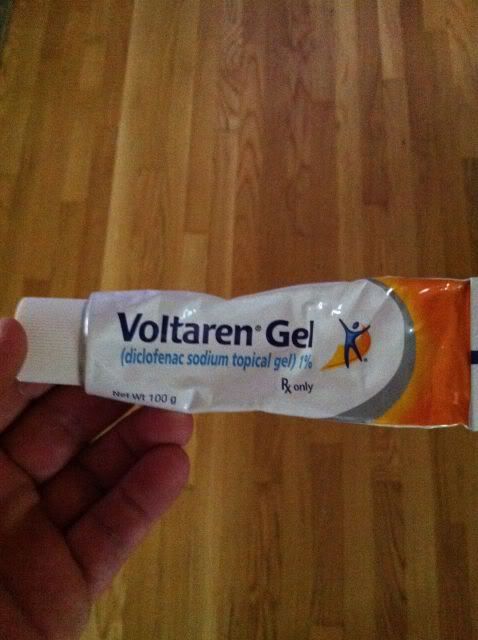 Voltaren® Gel
(diclofenac sodium topical gel) 1%
Rx only
Net Wt 100 g